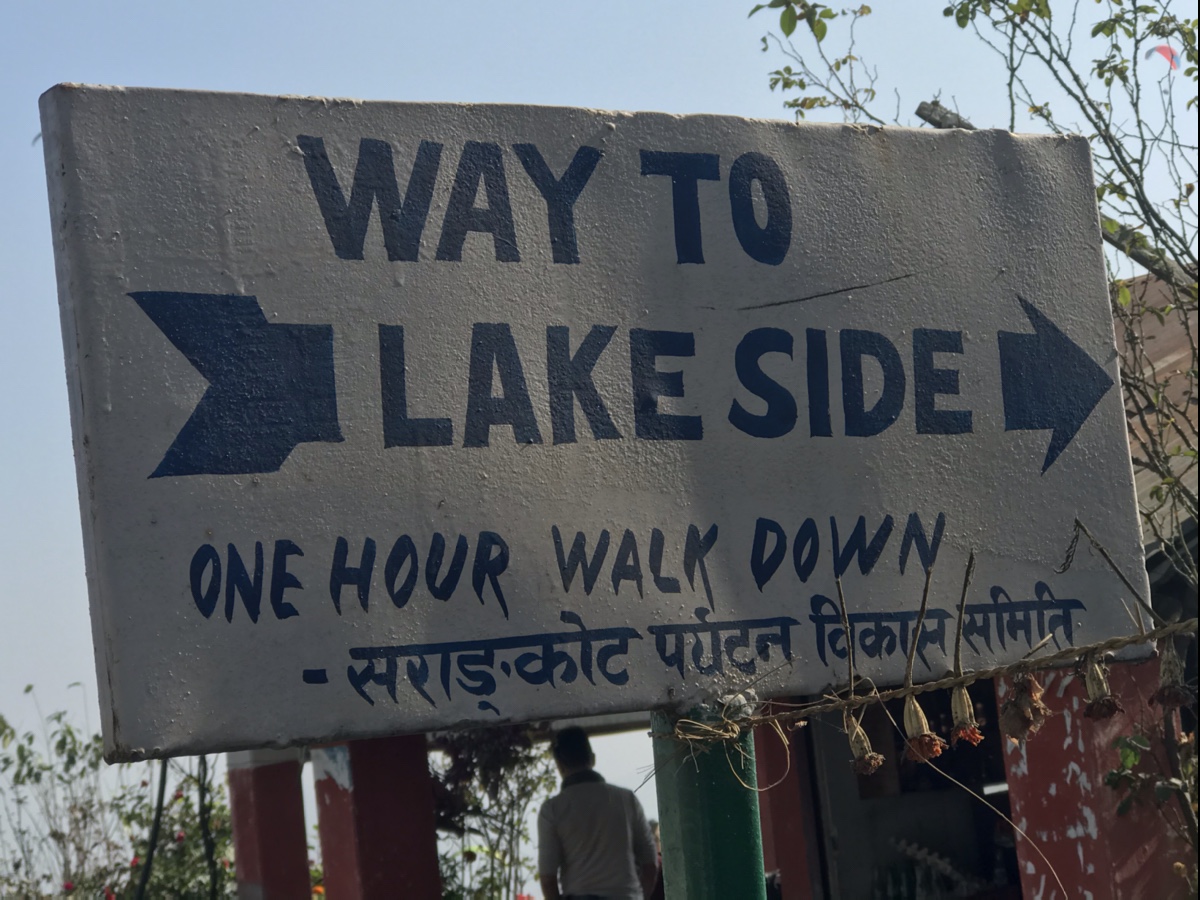 WAY TO
LAKE SIDE
ONE HOUR WALK DOWN
- सराङ्कोट पर्यटन विकास समिति